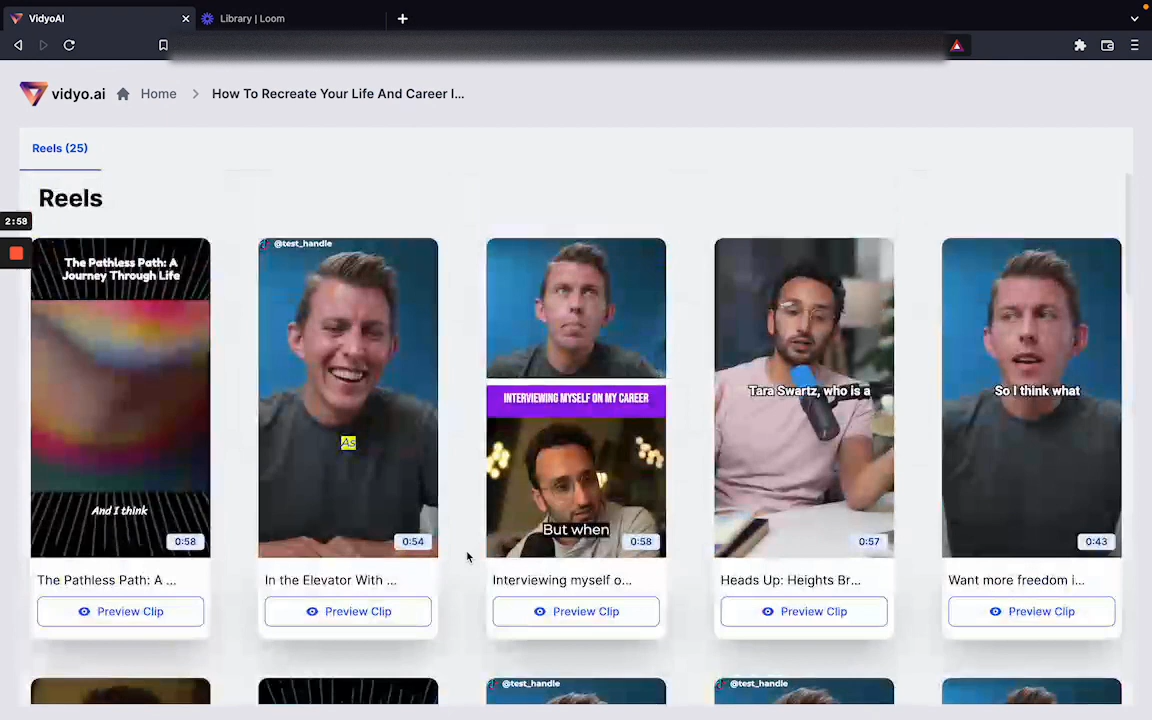 VidyoAI
Library | Loom
vidyo.ai
Home
How To Recreate Your Life And Career I...
Reels (25)
Reels
2:58
The Pathless Path: A
Journey Through Life
And I think
0:58
@test_handle
As
0:54
INTERVIEWING MYSELF ON MY CAREER
But when
0:58
Tara Swartz, who is a
0:57
So I think what
0:43
The Pathless Path: A ...
In the Elevator With ...
Interviewing myself o...
Heads Up: Heights Br...
Want more freedom i...
Preview Clip
Preview Clip
Preview Clip
Preview Clip
Preview Clip
@test_handle
@test_handle